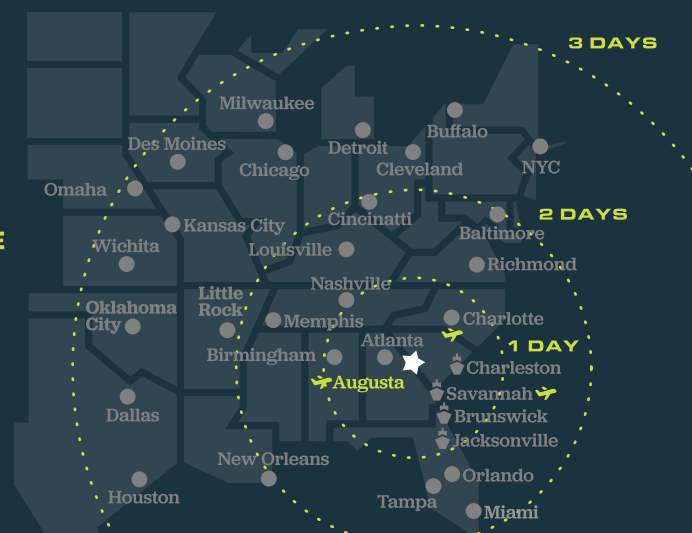 3 DAYS
Milwaukee
Buffalo
Des Moines
Detroit
Chicago
Cleveland
NYC
Omaha
Cincinatti
2 DAYS
Kansas City
Baltimore
Wichita
Louisville
Richmond
Nashville
Little
Rock
Oklahoma
City
Memphis
Charlotte
Atlanta
1 DAY
Birmingham
Charleston
Augusta
Savannah
Dallas
Brunswick
Jacksonville
New Orleans
Orlando
Houston
Tampa
Miami
E